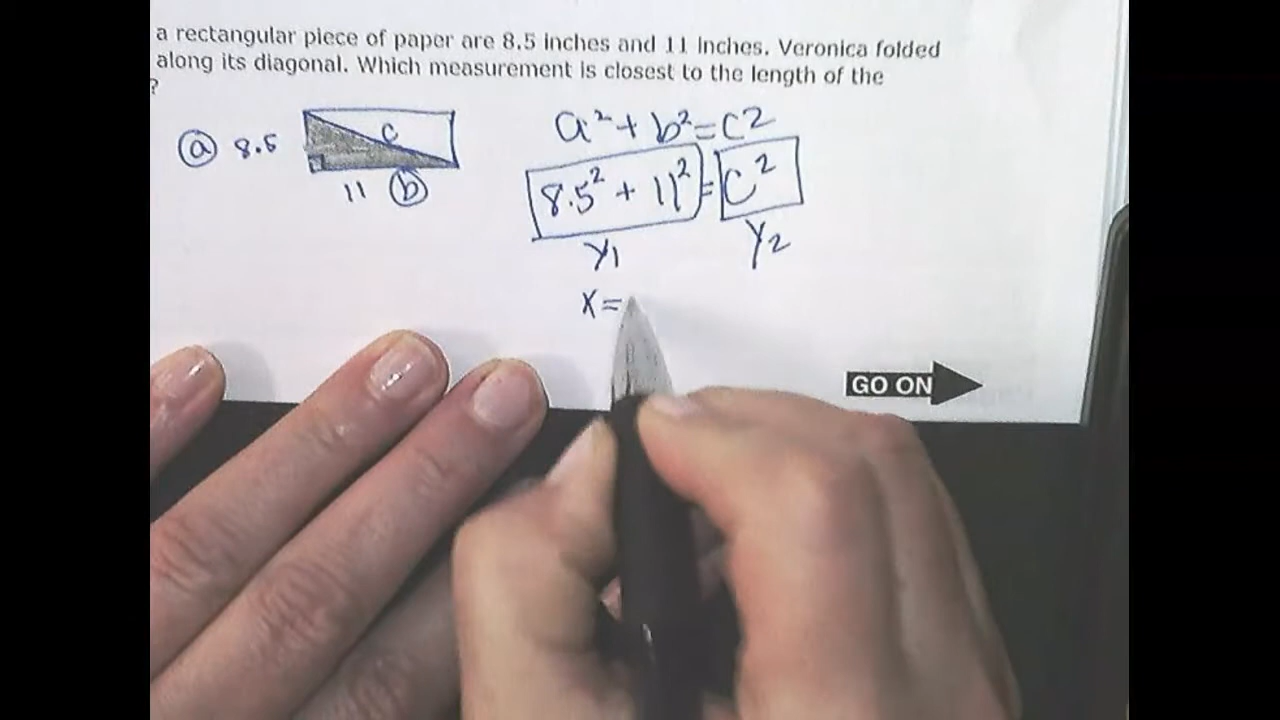 a rectangular piece of paper are 8.5 inches and 11 inches. Veronica folded
along its diagonal. Which measurement is closest to the length of the
?
a 8.5
c
11 b
a² + b² = c²
8.5² + 11² = c²
y1
y2
x =
GO ON